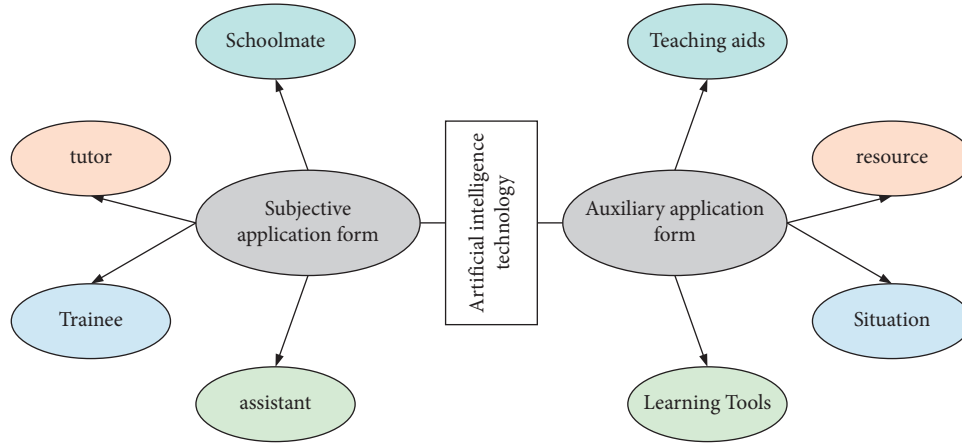 Schoolmate
Teaching aids
tutor
resource
Subjective
application form
Artificial intelligence
technology
Auxiliary application
form
Trainee
Situation
assistant
Learning Tools